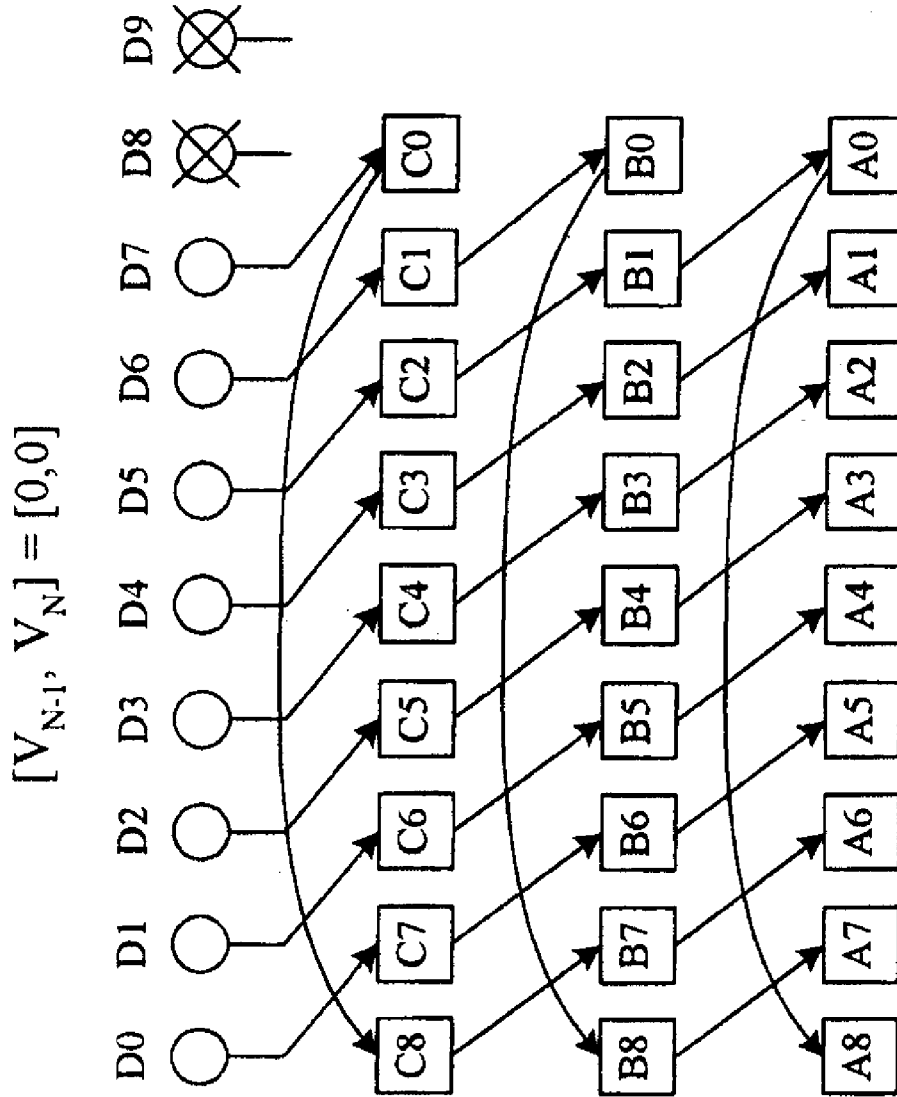 [V_{N-1}, V_N] = [0,0]
D0 D1 D2 D3 D4 D5 D6 D7 D8 D9
C8 C7 C6 C5 C4 C3 C2 C1 C0
B8 B7 B6 B5 B4 B3 B2 B1 B0
A8 A7 A6 A5 A4 A3 A2 A1 A0